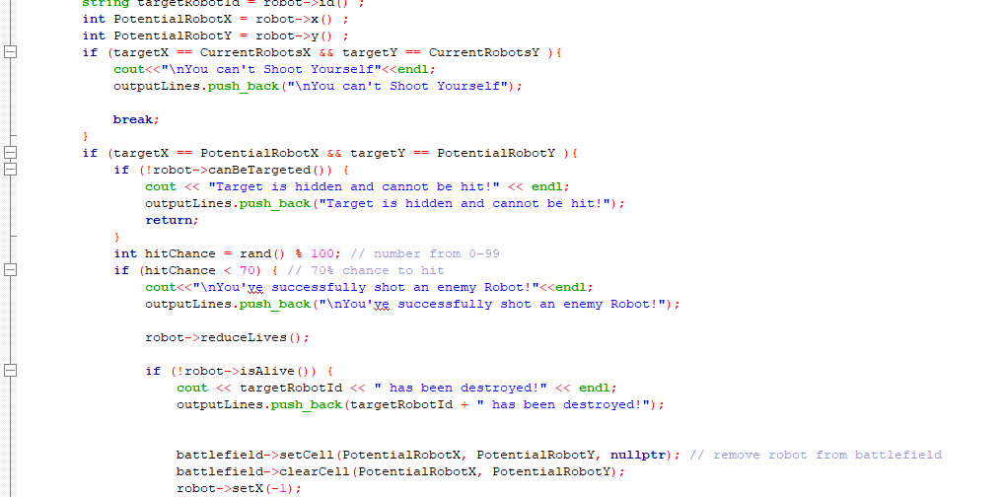 string targetRobotId = robot->id() ;
int PotentialRobotX = robot->x() ;
int PotentialRobotY = robot->y() ;
if (targetX == CurrentRobotsX && targetY == CurrentRobotsY ){
cout<<"\nYou can't Shoot Yourself"<<endl;
outputLines.push_back("\nYou can't Shoot Yourself");
break;
}
if (targetX == PotentialRobotX && targetY == PotentialRobotY ){
if (!robot->canBeTargeted()) {
cout << "Target is hidden and cannot be hit!" << endl;
outputLines.push_back("Target is hidden and cannot be hit!");
return;
}
int hitChance = rand() % 100; // number from 0-99
if (hitChance < 70) { // 70% chance to hit
cout<<"\nYou've successfully shot an enemy Robot!"<<endl;
outputLines.push_back("\nYou've successfully shot an enemy Robot!");
robot->reduceLives();
if (!robot->isAlive()) {
cout << targetRobotId << " has been destroyed!" << endl;
outputLines.push_back(targetRobotId + " has been destroyed!");
battlefield->setCell(PotentialRobotX, PotentialRobotY, nullptr); // remove robot from battlefield
battlefield->clearCell(PotentialRobotX, PotentialRobotY);
robot->setX(-1);